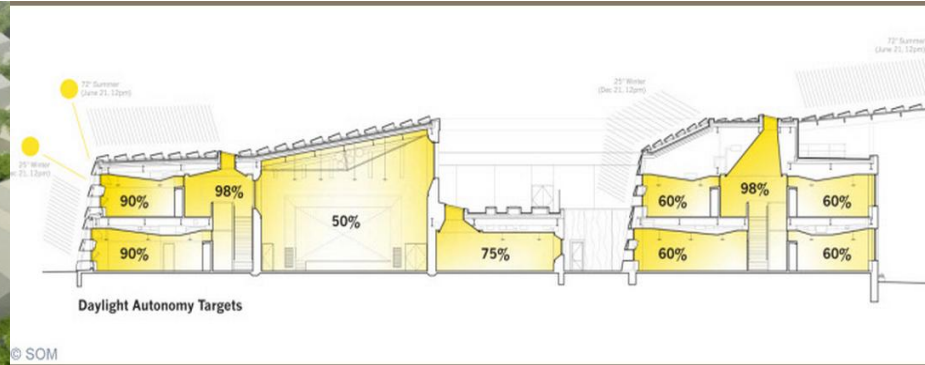 72° Summer
(June 21, 12pm)
25° Winter
(Dec 21, 12pm)
72° Summer
(June 21, 12pm)
25° Winter
21, 12pm)
90%
98%
50%
60%
98%
60%
90%
75%
60%
60%
Daylight Autonomy Targets
© SOM